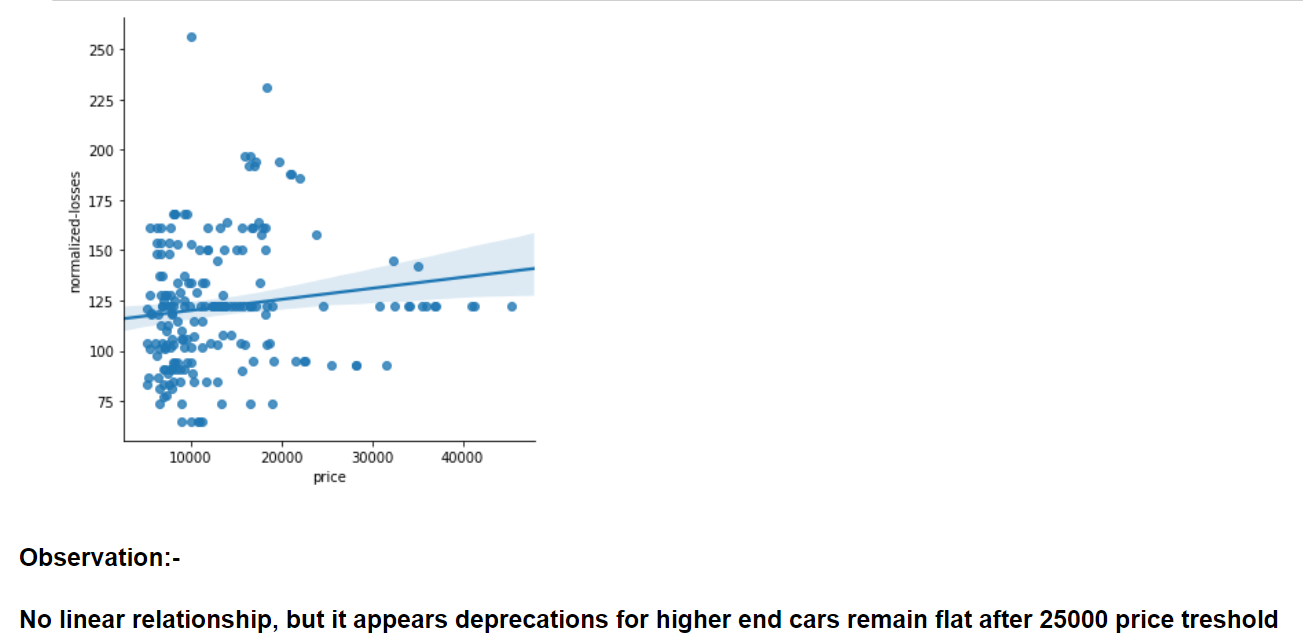 250
225
200
175
150
125
100
75
normalized-losses
10000 20000 30000 40000
price
Observation:-
No linear relationship, but it appears deprecations for higher end cars remain flat after 25000 price treshold